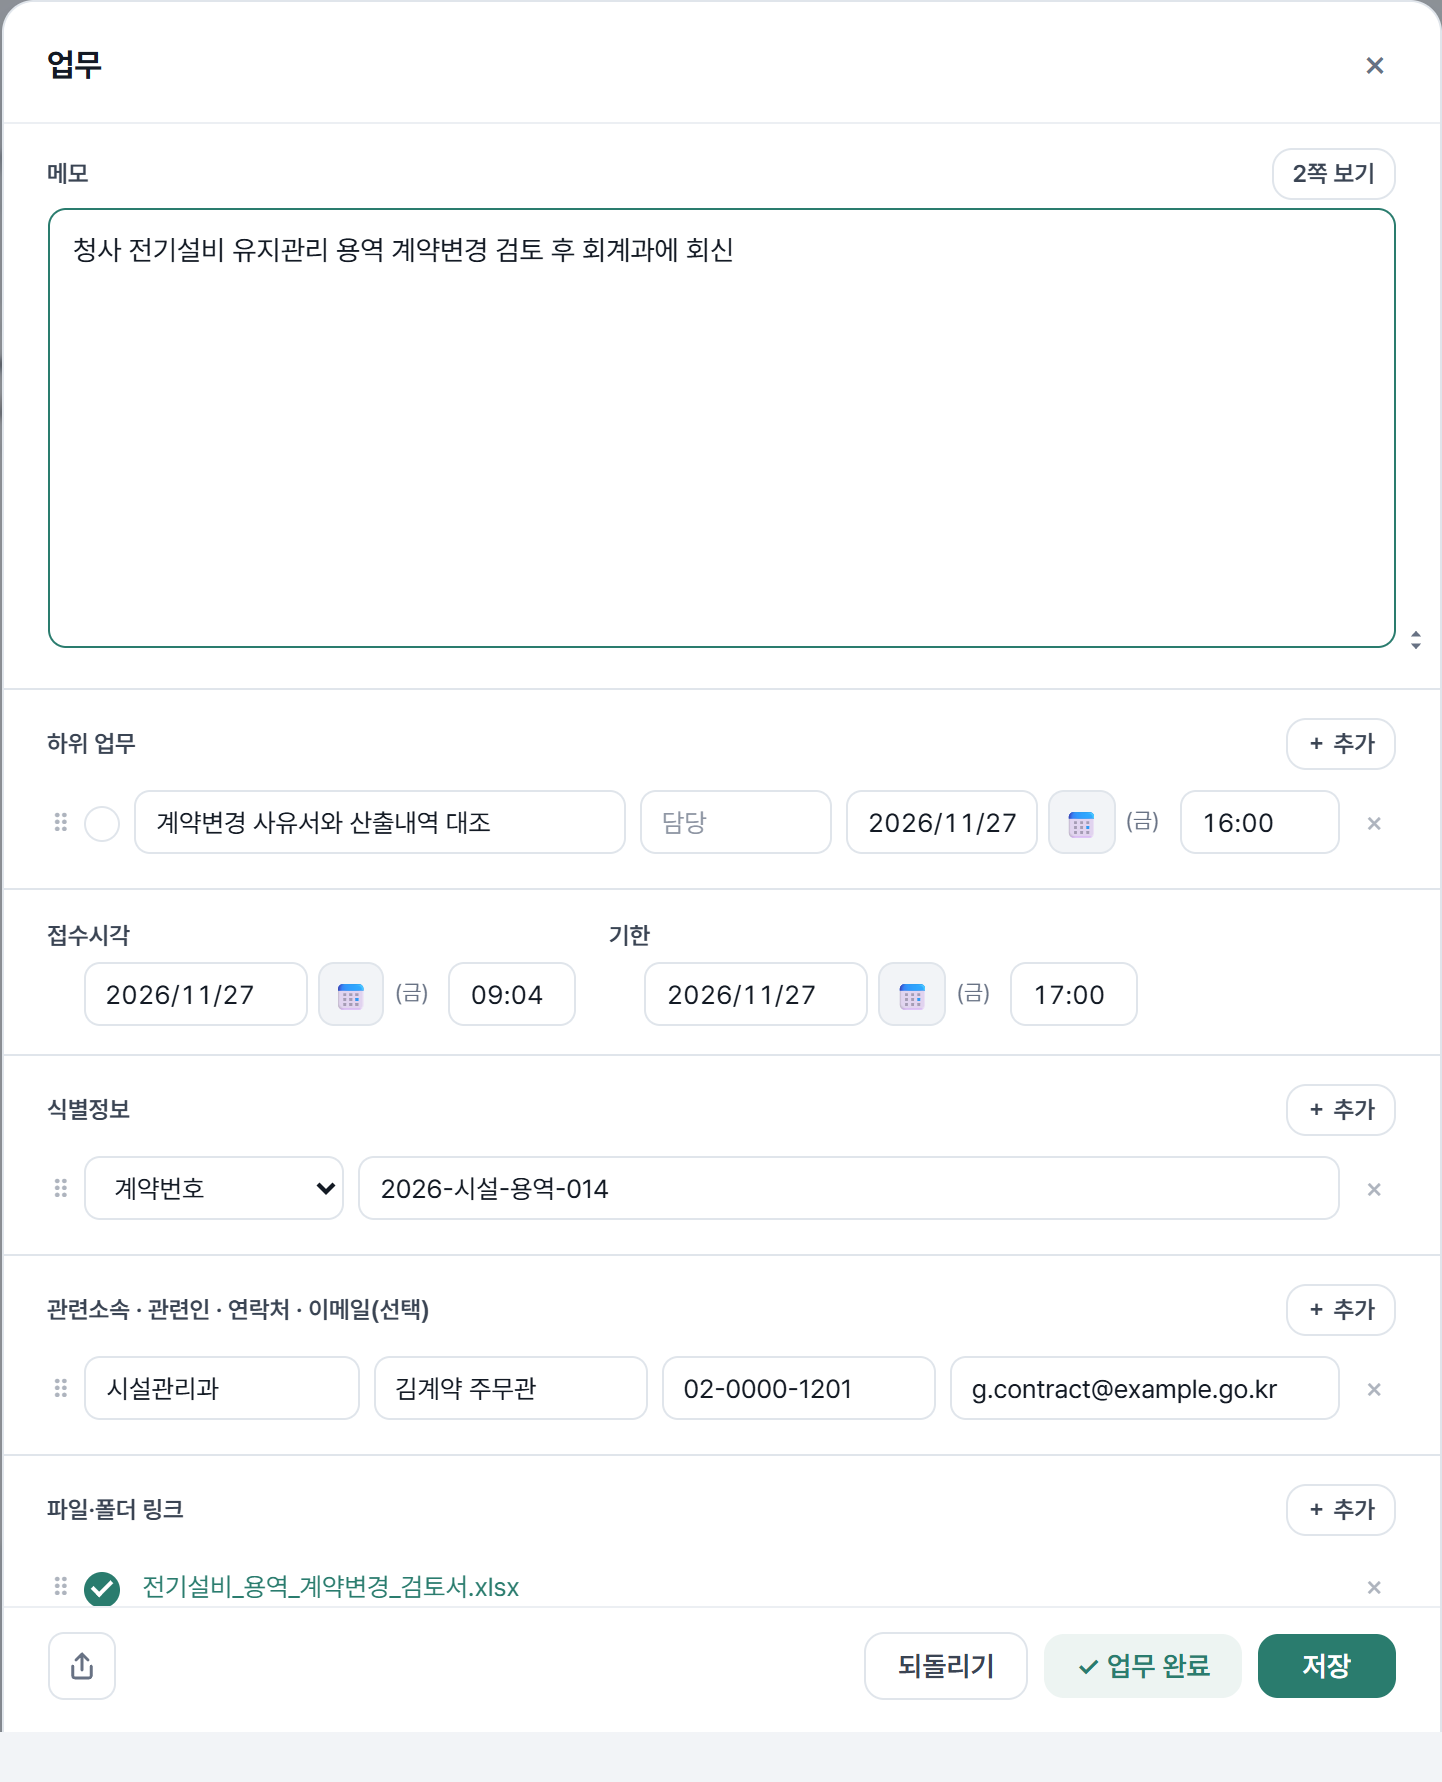 업무 ×
메모 2쪽 보기
청사 전기설비 유지관리 용역 계약변경 검토 후 회계과에 회신
하위 업무 + 추가
계약변경 사유서와 산출내역 대조 담당 2026/11/27 (금) 16:00 ×
접수시각 기한
2026/11/27 (금) 09:04 2026/11/27 (금) 17:00
식별정보 + 추가
계약번호 2026-시설-용역-014 ×
관련소속 · 관련인 · 연락처 · 이메일(선택) + 추가
시설관리과 김계약 주무관 02-0000-1201 g.contract@example.go.kr ×
파일·폴더 링크 + 추가
전기설비_용역_계약변경_검토서.xlsx ×
되돌리기 ✓ 업무 완료 저장